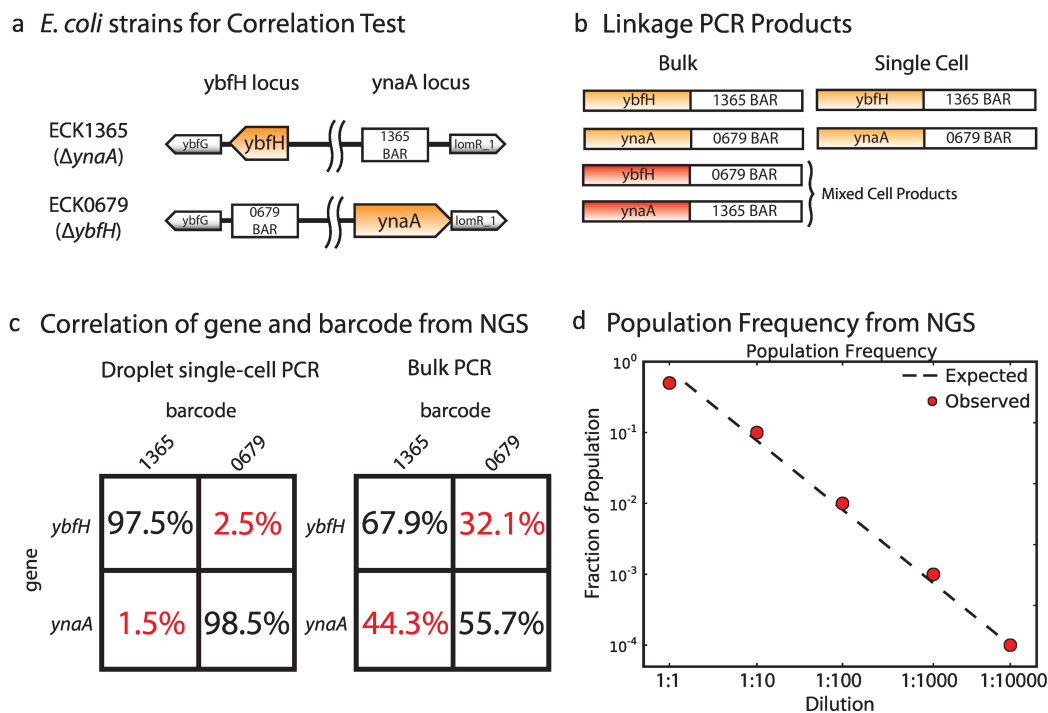 a E. coli strains for Correlation Test
ybfH locus ynaA locus
ECK1365
(ΔynaA)
ybfG ybfH 1365 BAR lomR_1
ECK0679
(ΔybfH)
ybfG 0679 BAR ynaA lomR_1
b Linkage PCR Products
Bulk Single Cell
ybfH 1365 BAR ybfH 1365 BAR
ynaA 0679 BAR ynaA 0679 BAR
ybfH 0679 BAR
Mixed Cell Products
ynaA 1365 BAR
c Correlation of gene and barcode from NGS
Droplet single-cell PCR Bulk PCR
barcode barcode
1365 0679 1365 0679
ybfH 97.5% 2.5% ybfH 67.9% 32.1%
gene
ynaA 1.5% 98.5% ynaA 44.3% 55.7%
d Population Frequency from NGS
Population Frequency
Expected
Observed
Fraction of Population
10⁰
10⁻¹
10⁻²
10⁻³
10⁻⁴
1:1 1:10 1:100 1:1000 1:10000
Dilution